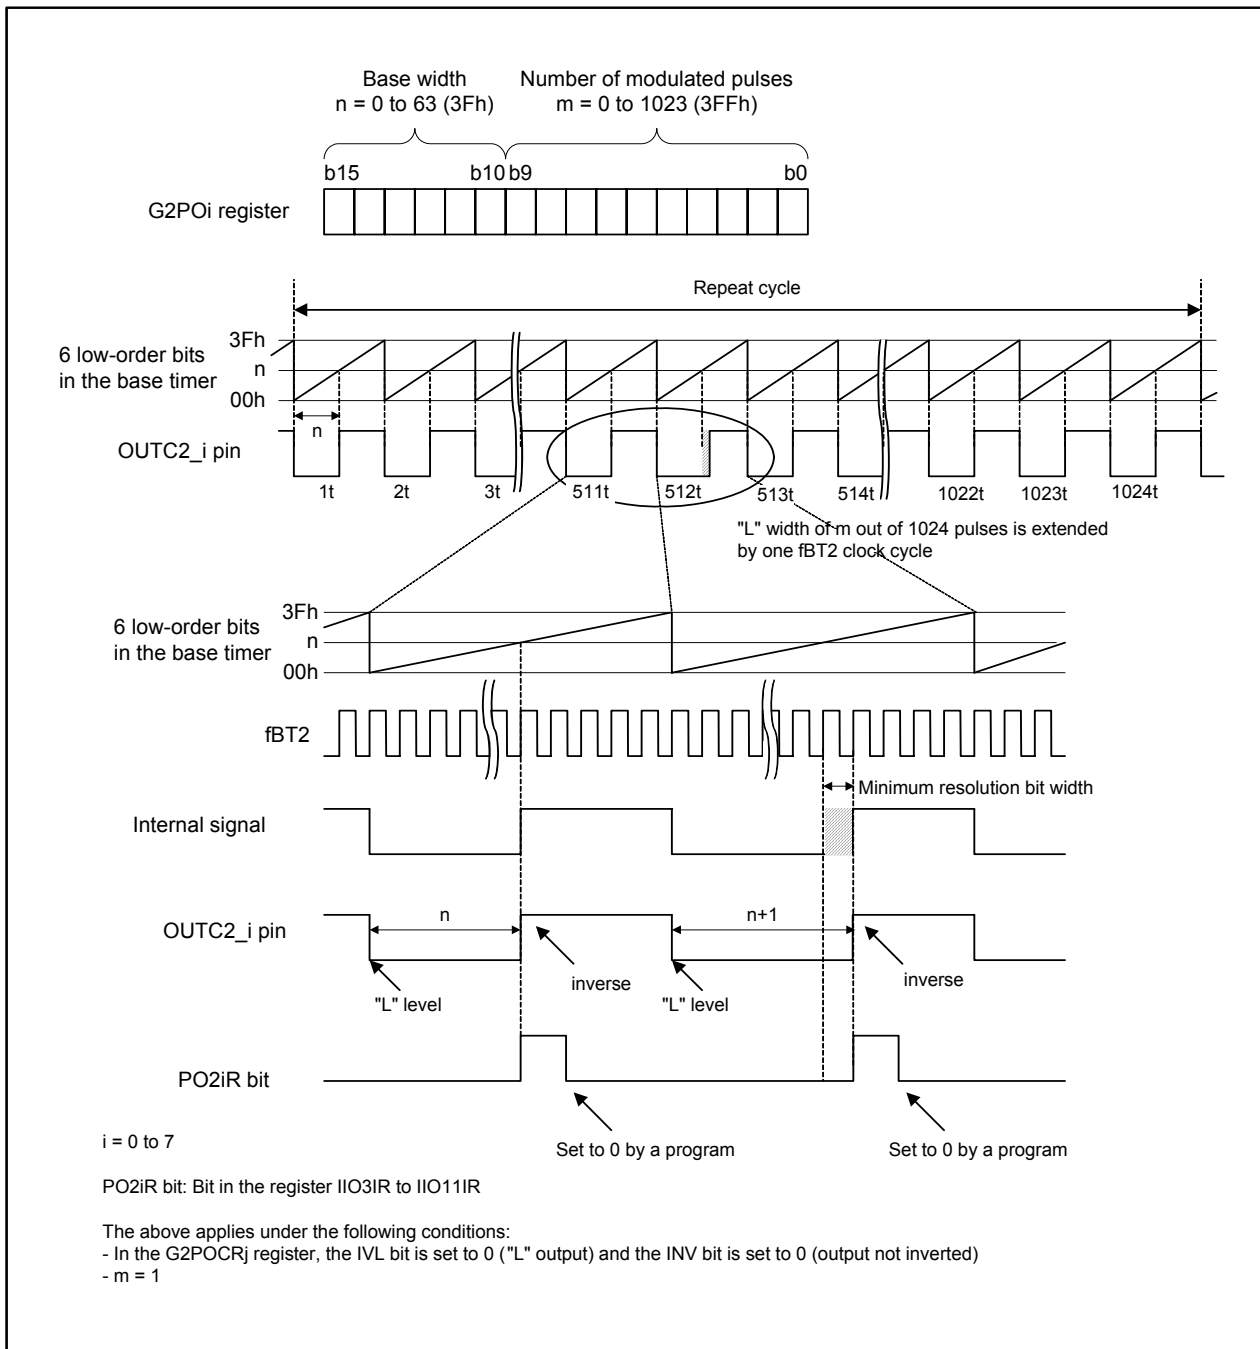 Base width
n = 0 to 63 (3Fh)
Number of modulated pulses
m = 0 to 1023 (3FFh)
b15 b10 b9 b0
G2POi register
Repeat cycle
6 low-order bits
in the base timer
3Fh
n
00h
n
OUTC2_i pin
1t 2t 3t 511t 512t 513t 514t 1022t 1023t 1024t
"L" width of m out of 1024 pulses is extended
by one fBT2 clock cycle
6 low-order bits
in the base timer
3Fh
n
00h
fBT2
Minimum resolution bit width
Internal signal
OUTC2_i pin
n n+1
"L" level inverse "L" level inverse
PO2iR bit
Set to 0 by a program Set to 0 by a program
i = 0 to 7
PO2iR bit: Bit in the register IIO3IR to IIO11IR
The above applies under the following conditions:
- In the G2POCRj register, the IVL bit is set to 0 ("L" output) and the INV bit is set to 0 (output not inverted)
- m = 1